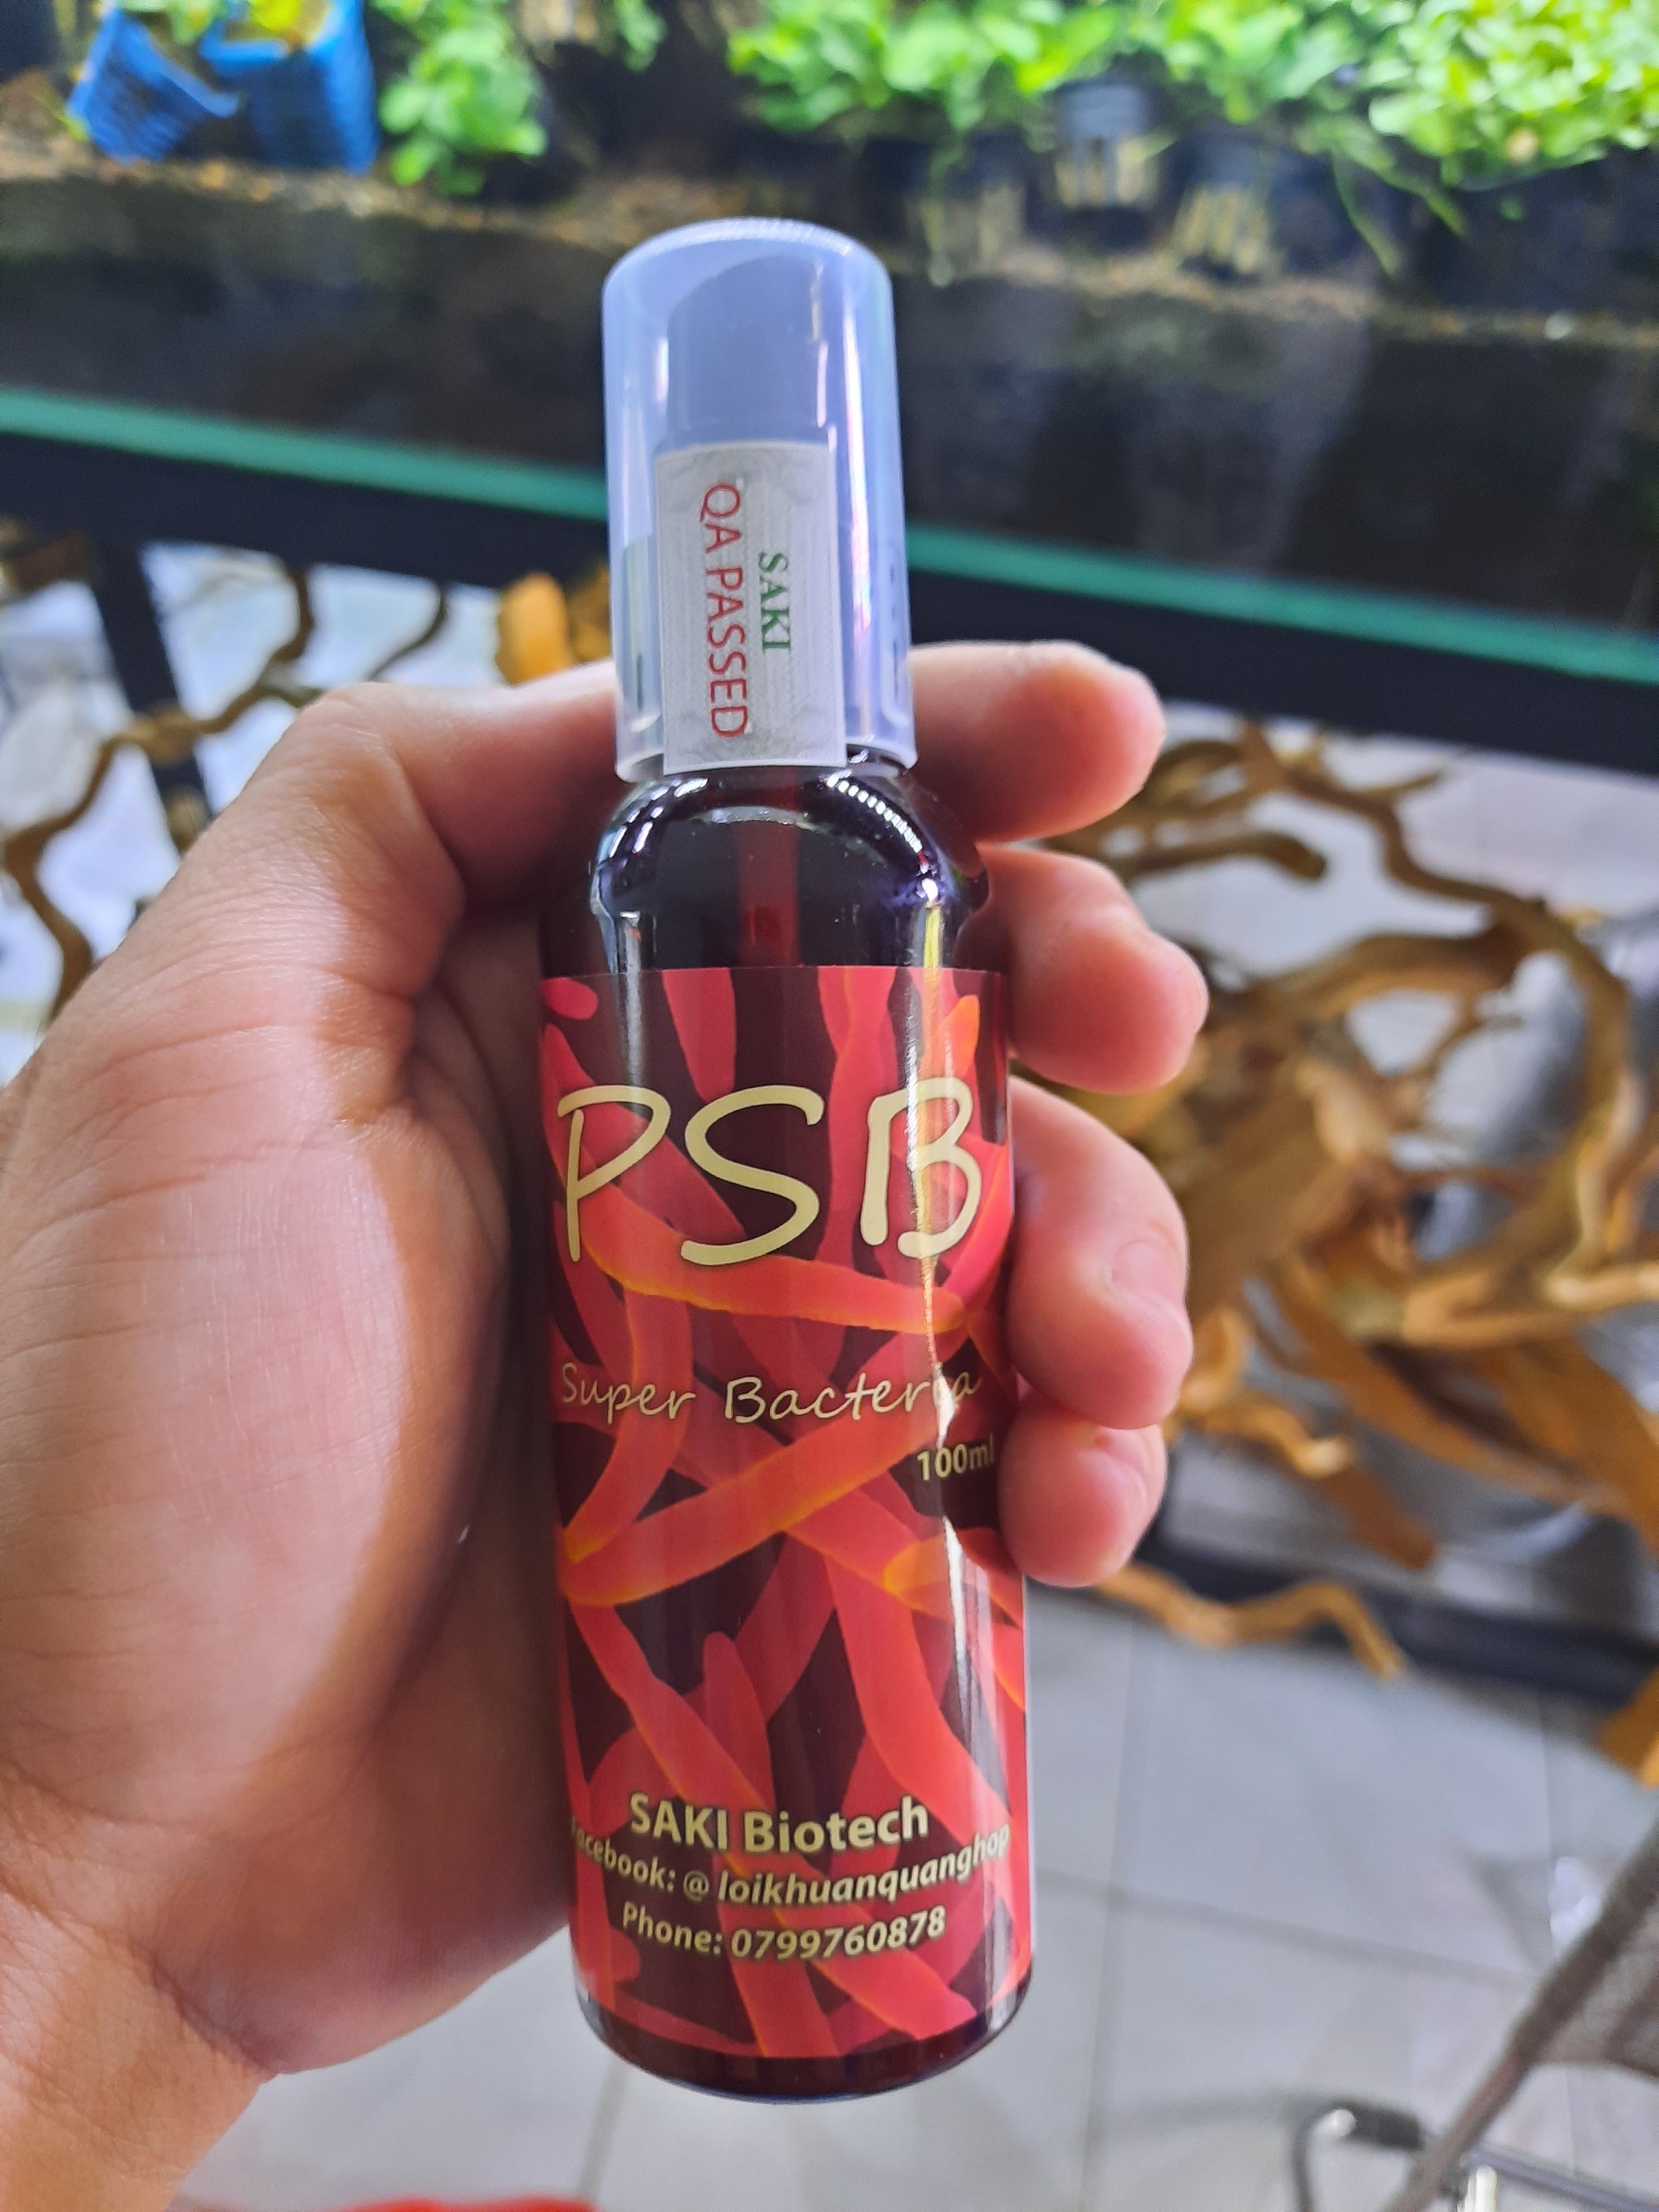 SAKI
QA PASSED
PSB
Super Bacteria
100ml
SAKI Biotech
Facebook: @ loikhuanquanghop
Phone: 0799760878